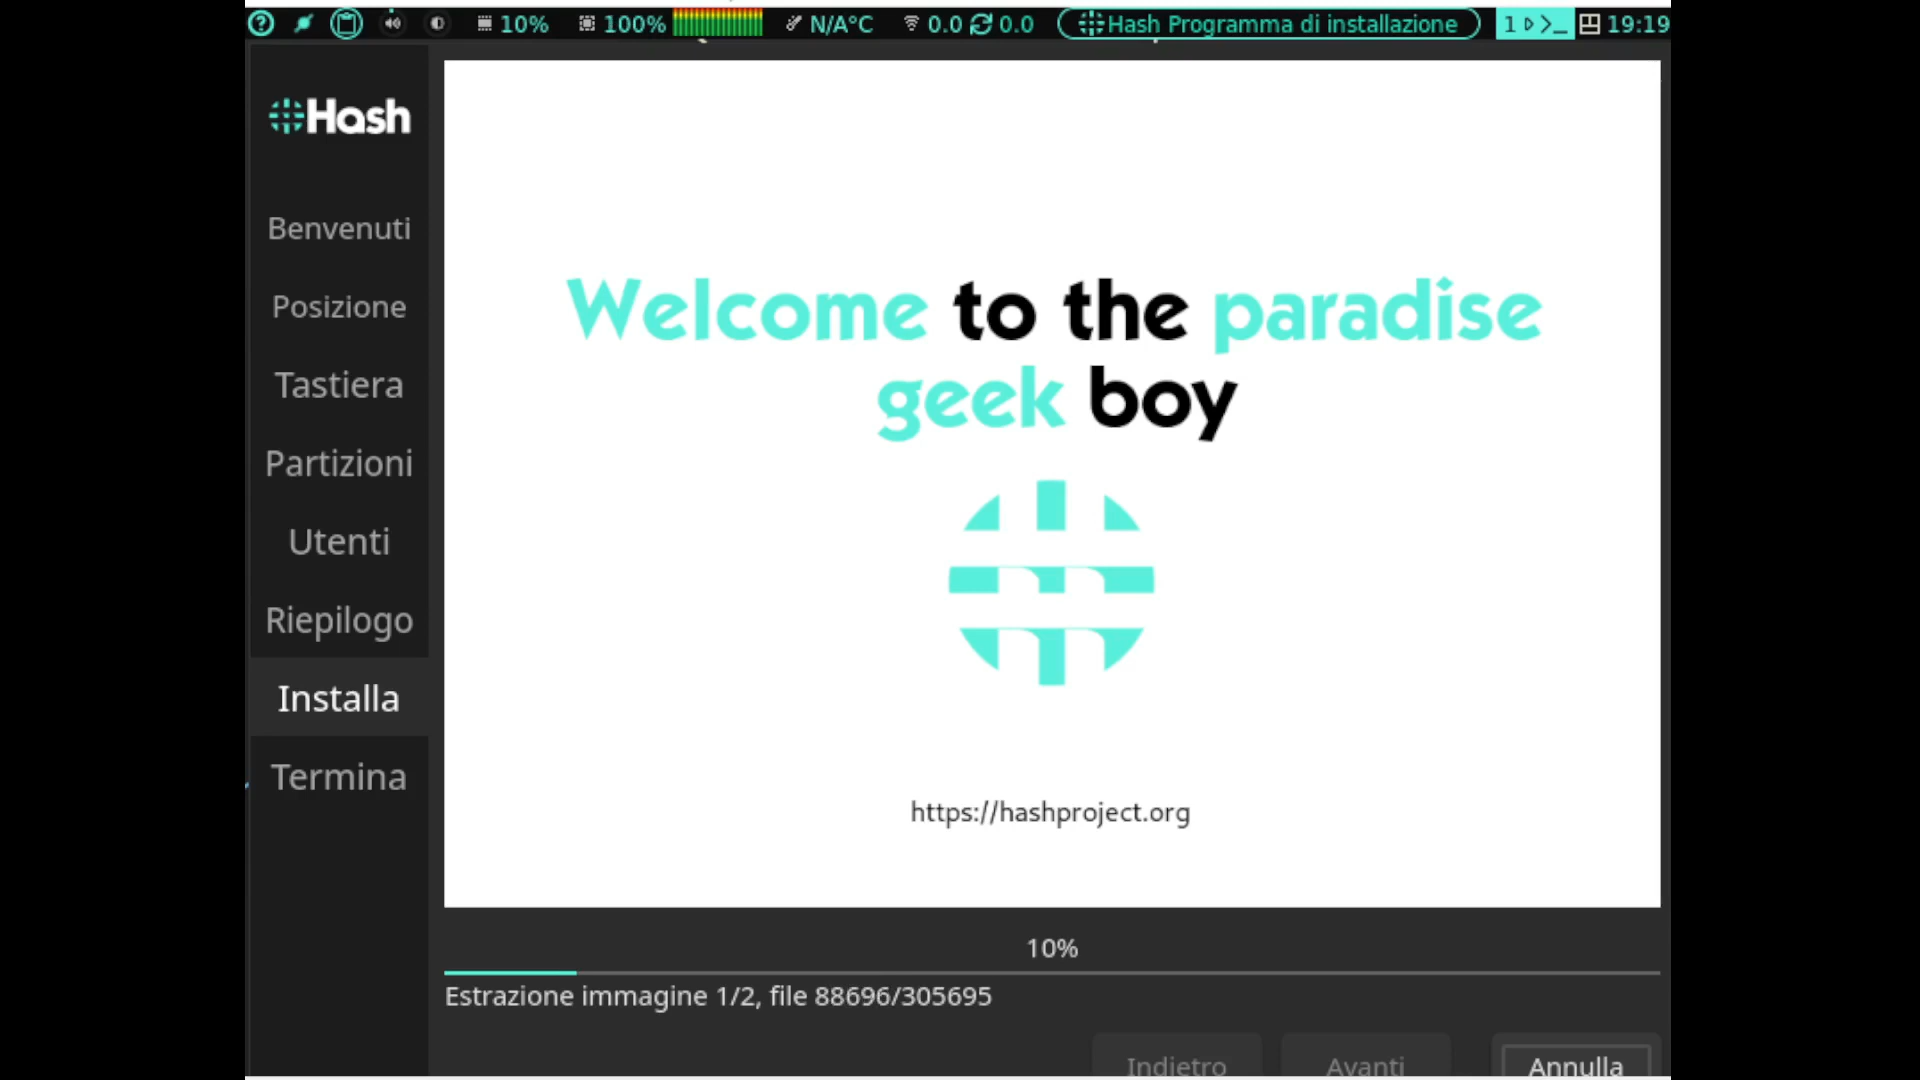 10% 100% N/A°C 0.0 0.0 Hash Programma di installazione 1 19:19
Hash
Benvenuti
Posizione
Tastiera
Partizioni
Utenti
Riepilogo
Installa
Termina
Welcome to the paradise
geek boy
https://hashproject.org
10%
Estrazione immagine 1/2, file 88696/305695
Indietro Avanti Annulla